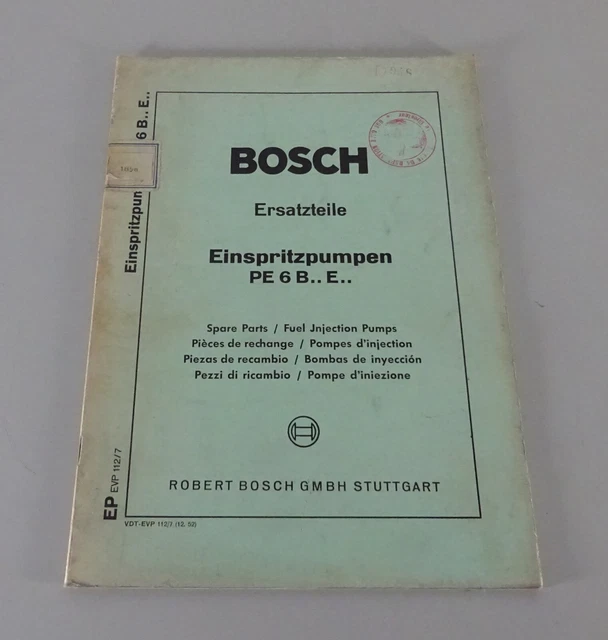 BOSCH
Ersatzteile
Einspritzpumpen
PE 6 B.. E..
Spare Parts / Fuel Jnjection Pumps
Pièces de rechange / Pompes d'injection
Piezas de recambio / Bombas de inyección
Pezzi di ricambio / Pompe d'iniezione
ROBERT BOSCH GMBH STUTTGART
VDT-EVP 112/7 (12. 52)
EP EVP 112/7
Einspritzpun
6 B.. E..